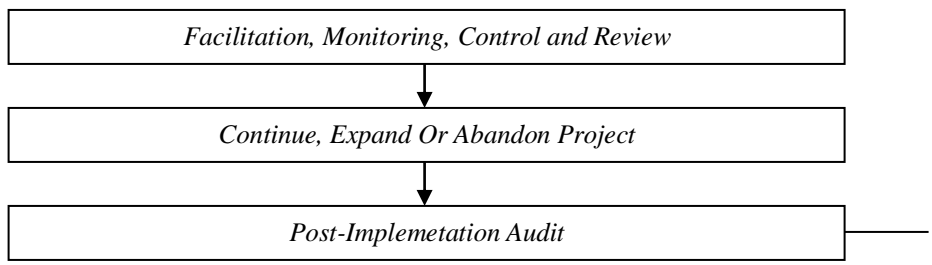 Facilitation, Monitoring, Control and Review
Continue, Expand Or Abandon Project
Post-Implemetation Audit